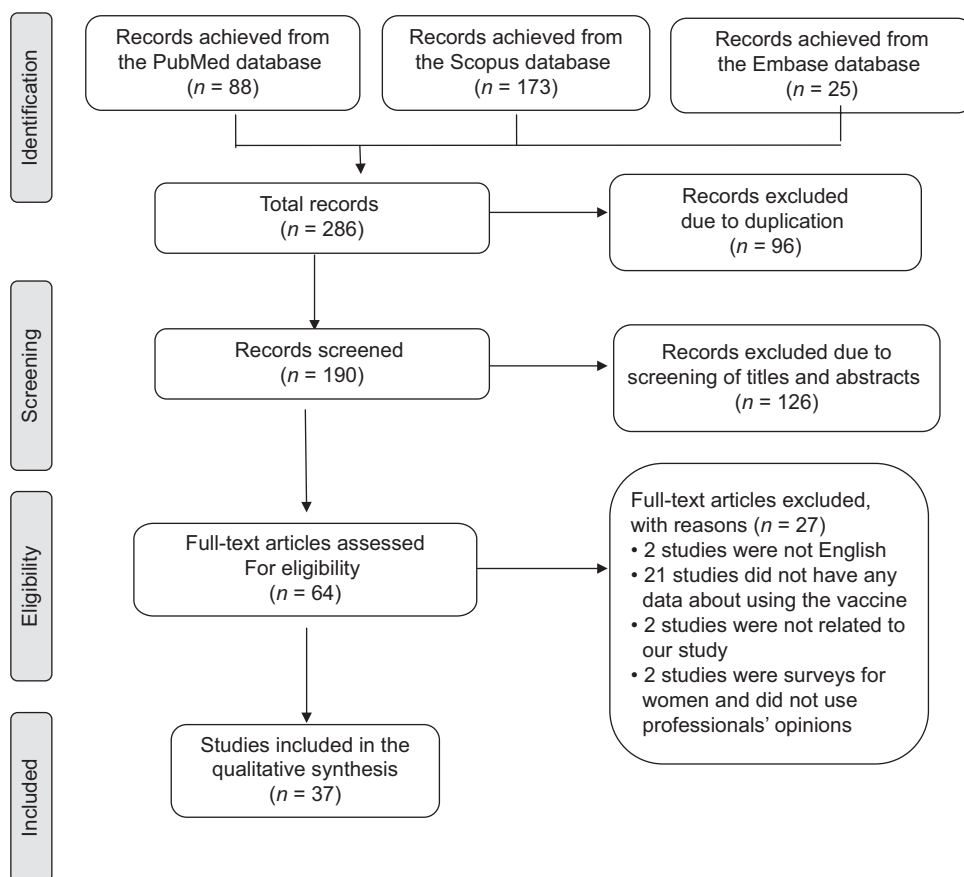 Identification
Records achieved from
the PubMed database
(n = 88)
Records achieved from
the Scopus database
(n = 173)
Records achieved from
the Embase database
(n = 25)
Total records
(n = 286)
Records excluded
due to duplication
(n = 96)
Screening
Records screened
(n = 190)
Records excluded due to
screening of titles and abstracts
(n = 126)
Eligibility
Full-text articles assessed
For eligibility
(n = 64)
Full-text articles excluded,
with reasons (n = 27)
• 2 studies were not English
• 21 studies did not have any
data about using the vaccine
• 2 studies were not related to
our study
• 2 studies were surveys for
women and did not use
professionals’ opinions
Included
Studies included in the
qualitative synthesis
(n = 37)